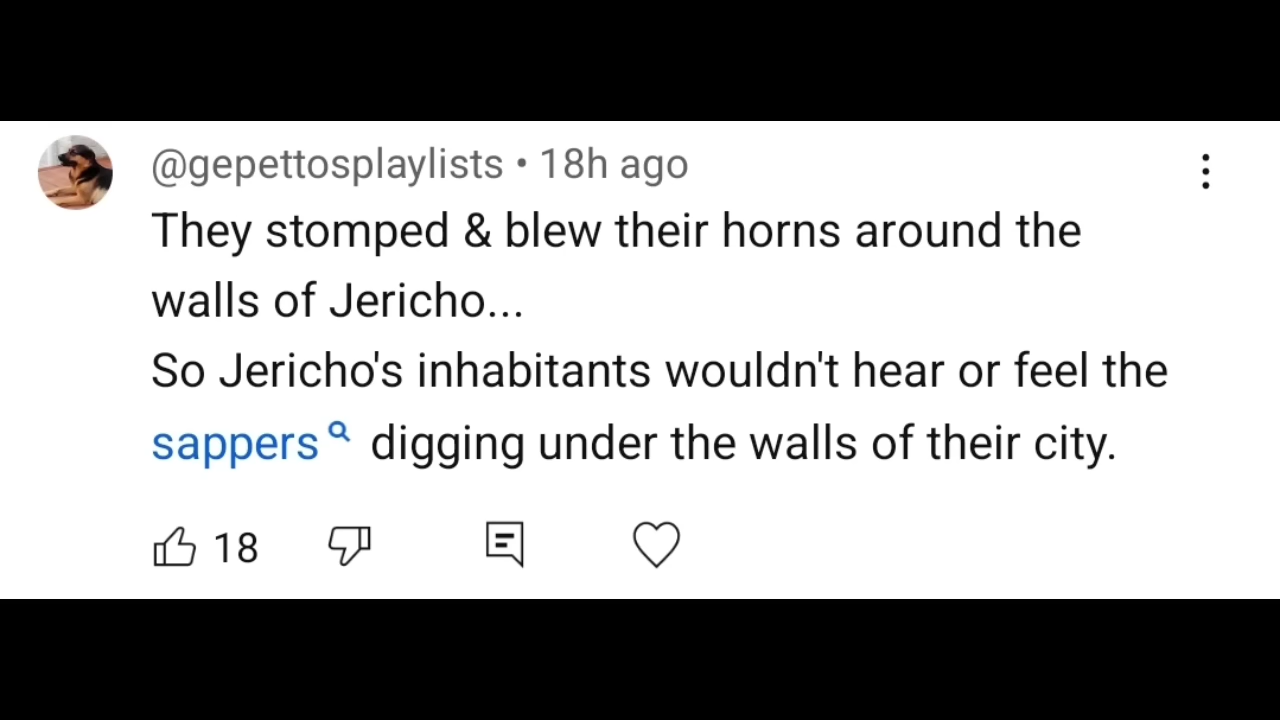 @gepettosplaylists • 18h ago
They stomped & blew their horns around the
walls of Jericho...
So Jericho's inhabitants wouldn't hear or feel the
sappers digging under the walls of their city.
18